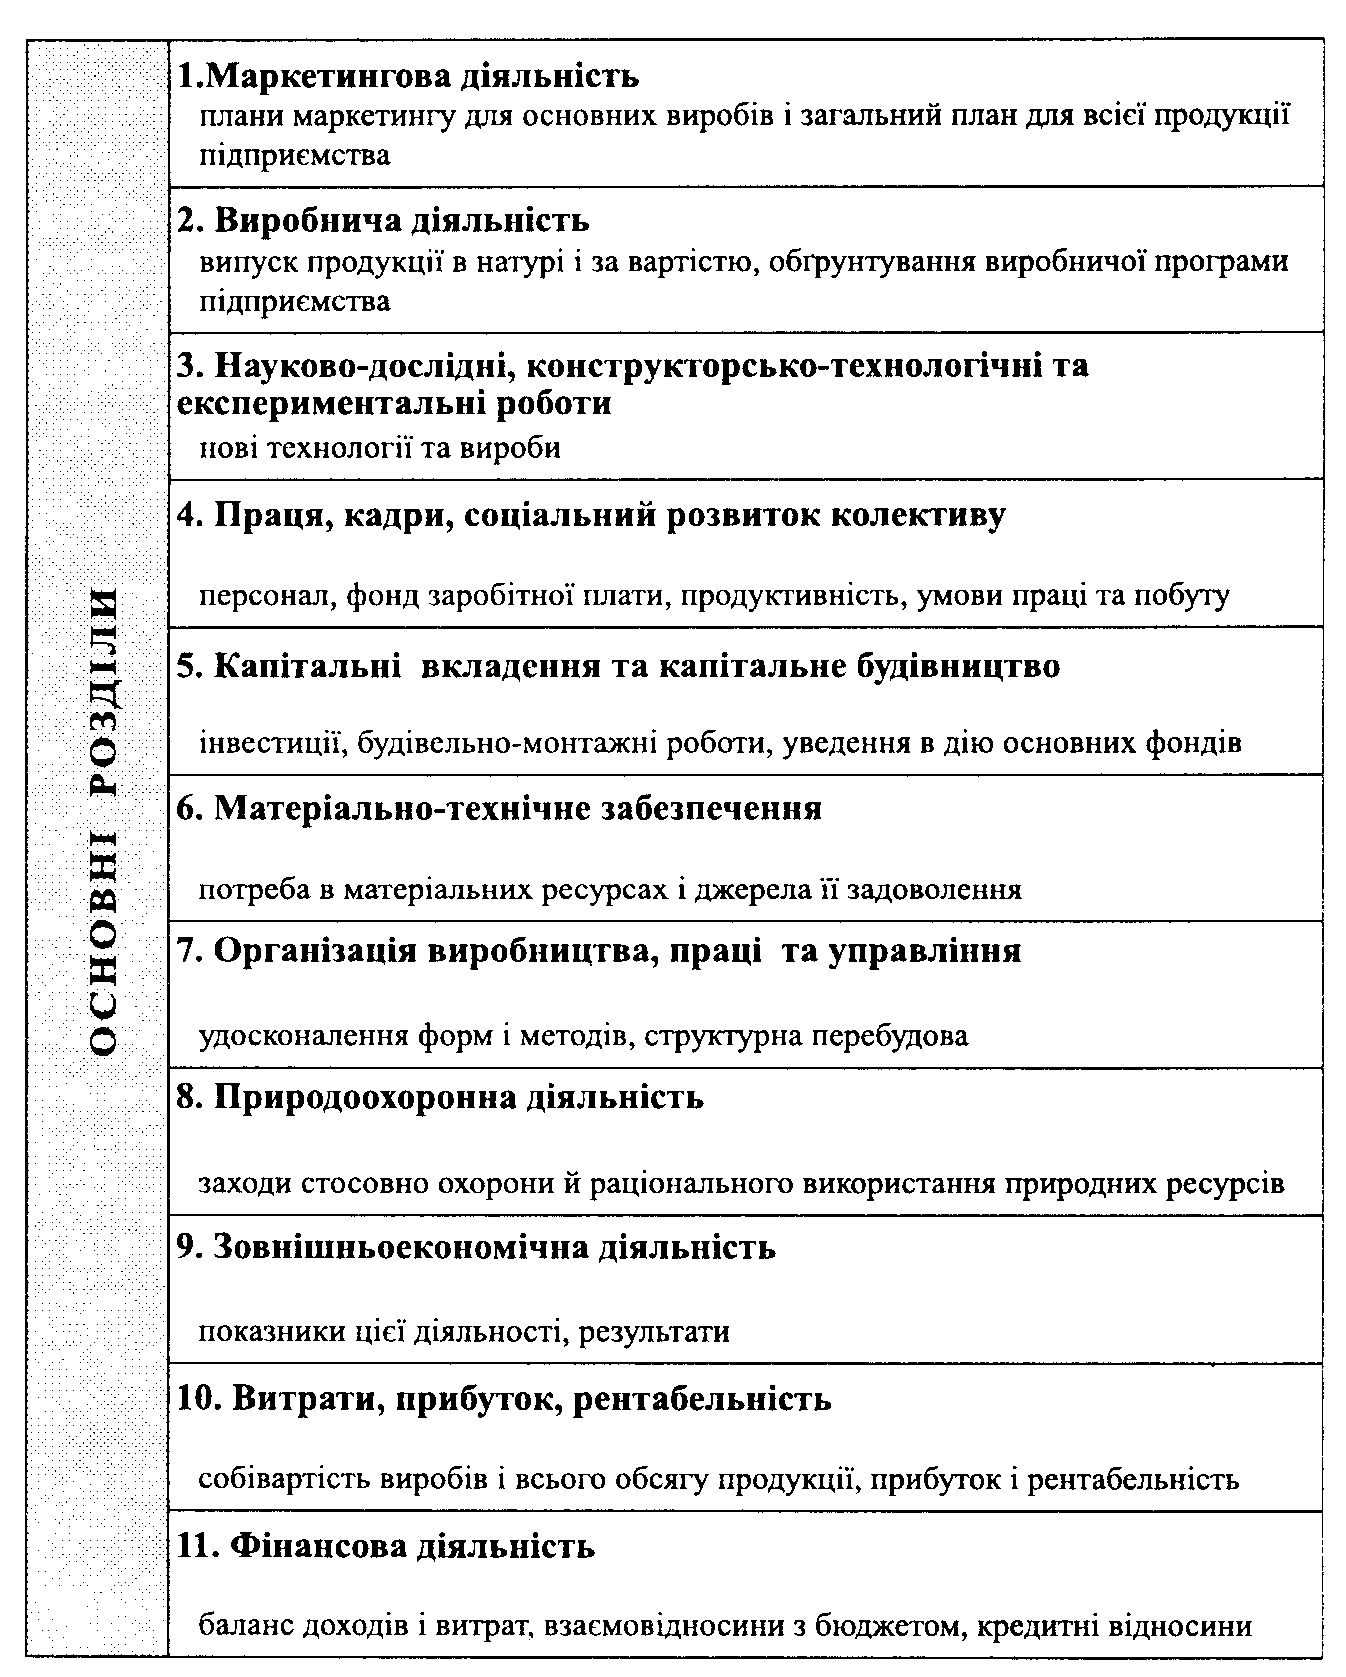 ОСНОВНІ РОЗДІЛИ
1.Маркетингова діяльність
плани маркетингу для основних виробів і загальний план для всієї продукції
підприємства
2. Виробнича діяльність
випуск продукції в натурі і за вартістю, обґрунтування виробничої програми
підприємства
3. Науково-дослідні, конструкторсько-технологічні та
експериментальні роботи
нові технології та вироби
4. Праця, кадри, соціальний розвиток колективу
персонал, фонд заробітної плати, продуктивність, умови праці та побуту
5. Капітальні вкладення та капітальне будівництво
інвестиції, будівельно-монтажні роботи, уведення в дію основних фондів
6. Матеріально-технічне забезпечення
потреба в матеріальних ресурсах і джерела її задоволення
7. Організація виробництва, праці та управління
удосконалення форм і методів, структурна перебудова
8. Природоохоронна діяльність
заходи стосовно охорони й раціонального використання природних ресурсів
9. Зовнішньоекономічна діяльність
показники цієї діяльності, результати
10. Витрати, прибуток, рентабельність
собівартість виробів і всього обсягу продукції, прибуток і рентабельність
11. Фінансова діяльність
баланс доходів і витрат, взаємовідносини з бюджетом, кредитні відносини